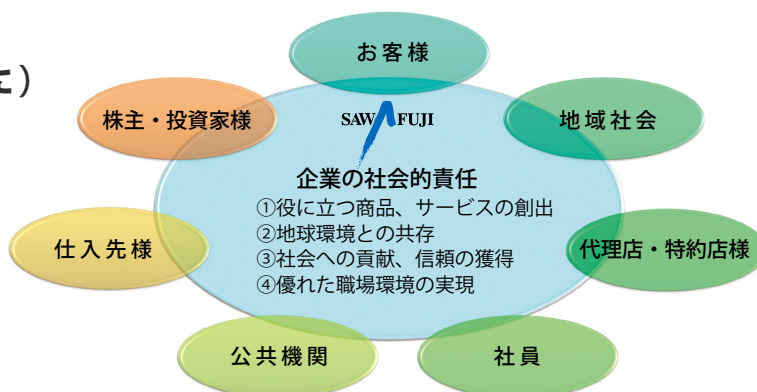 た）
お客様
株主・投資家様
SAWAFUJI
地域社会
企業の社会的責任
①役に立つ商品、サービスの創出
②地球環境との共存
③社会への貢献、信頼の獲得
④優れた職場環境の実現
仕入先様
代理店・特約店様
公共機関
社員